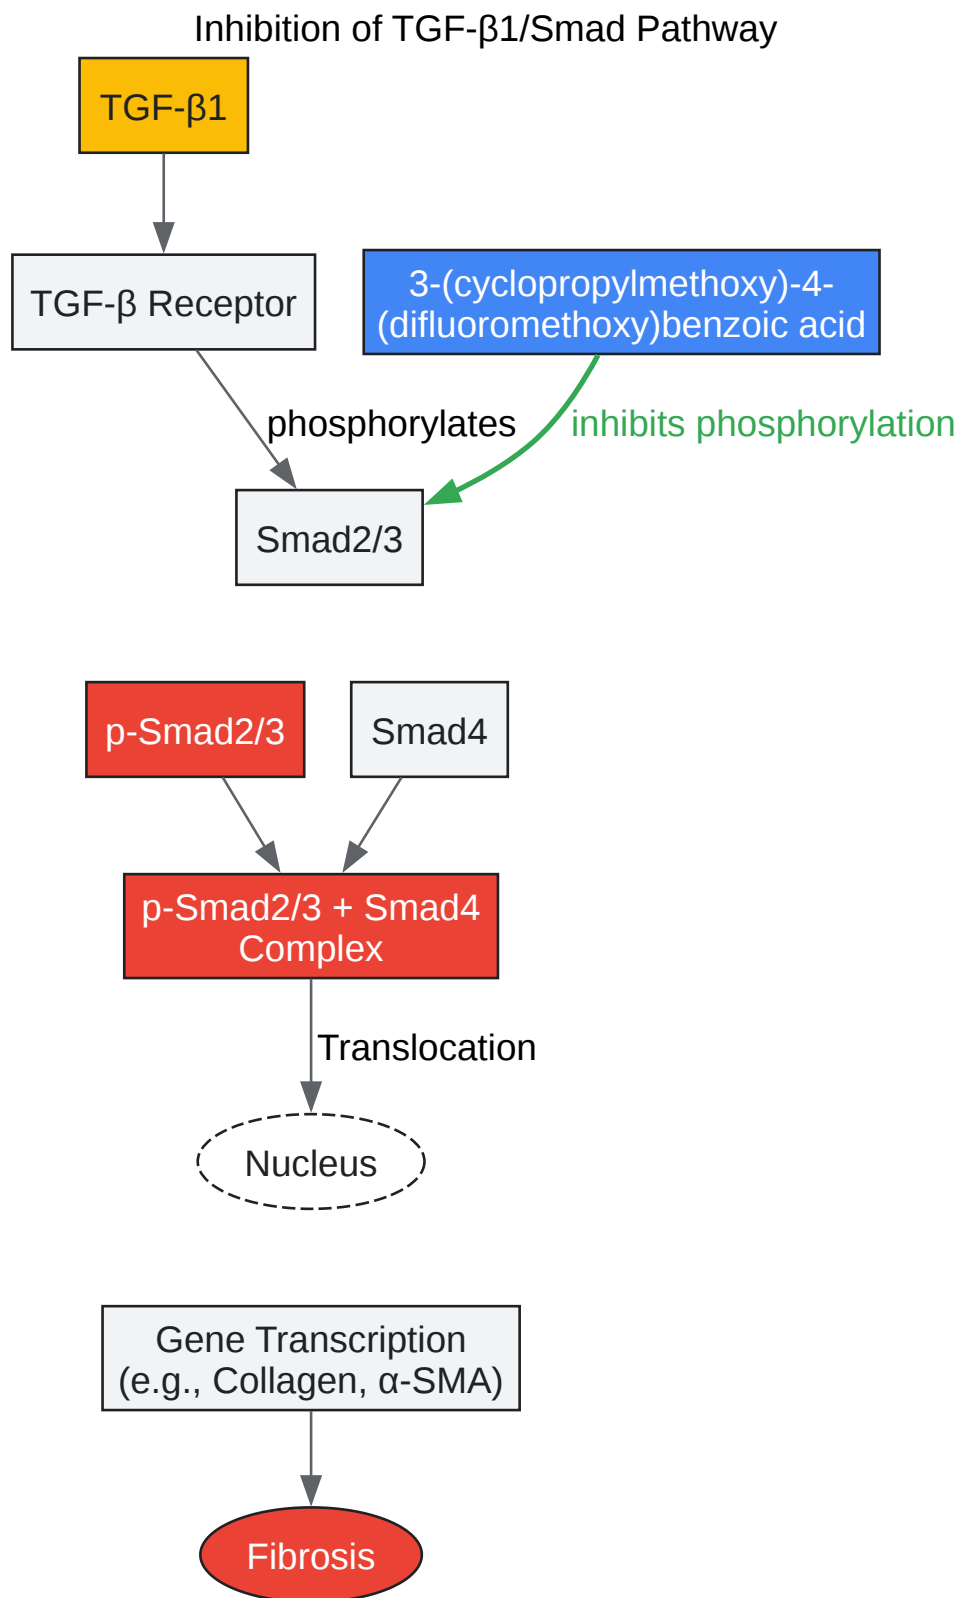 Inhibition of TGF-β1/Smad Pathway
TGF-β1
TGF-β Receptor
3-(cyclopropylmethoxy)-4-
(difluoromethoxy)benzoic acid
phosphorylates
inhibits phosphorylation
Smad2/3
p-Smad2/3
Smad4
p-Smad2/3 + Smad4
Complex
Translocation
Nucleus
Gene Transcription
(e.g., Collagen, α-SMA)
Fibrosis